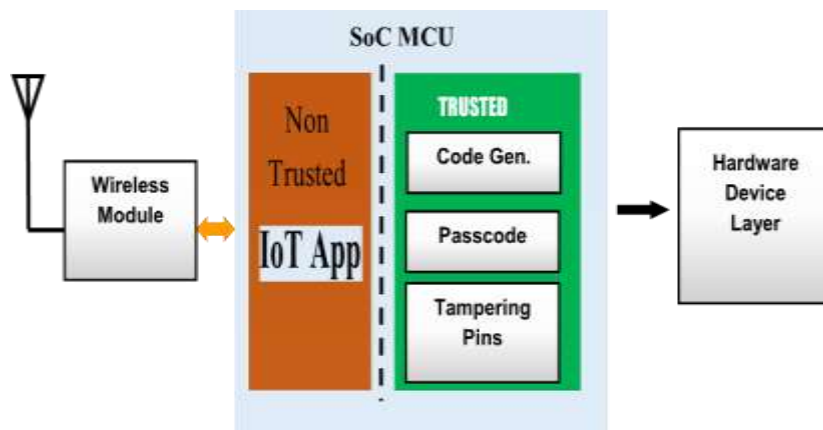 SoC MCU
Wireless
Module
Non
Trusted
IoT App
TRUSTED
Code Gen.
Passcode
Tampering
Pins
Hardware
Device
Layer